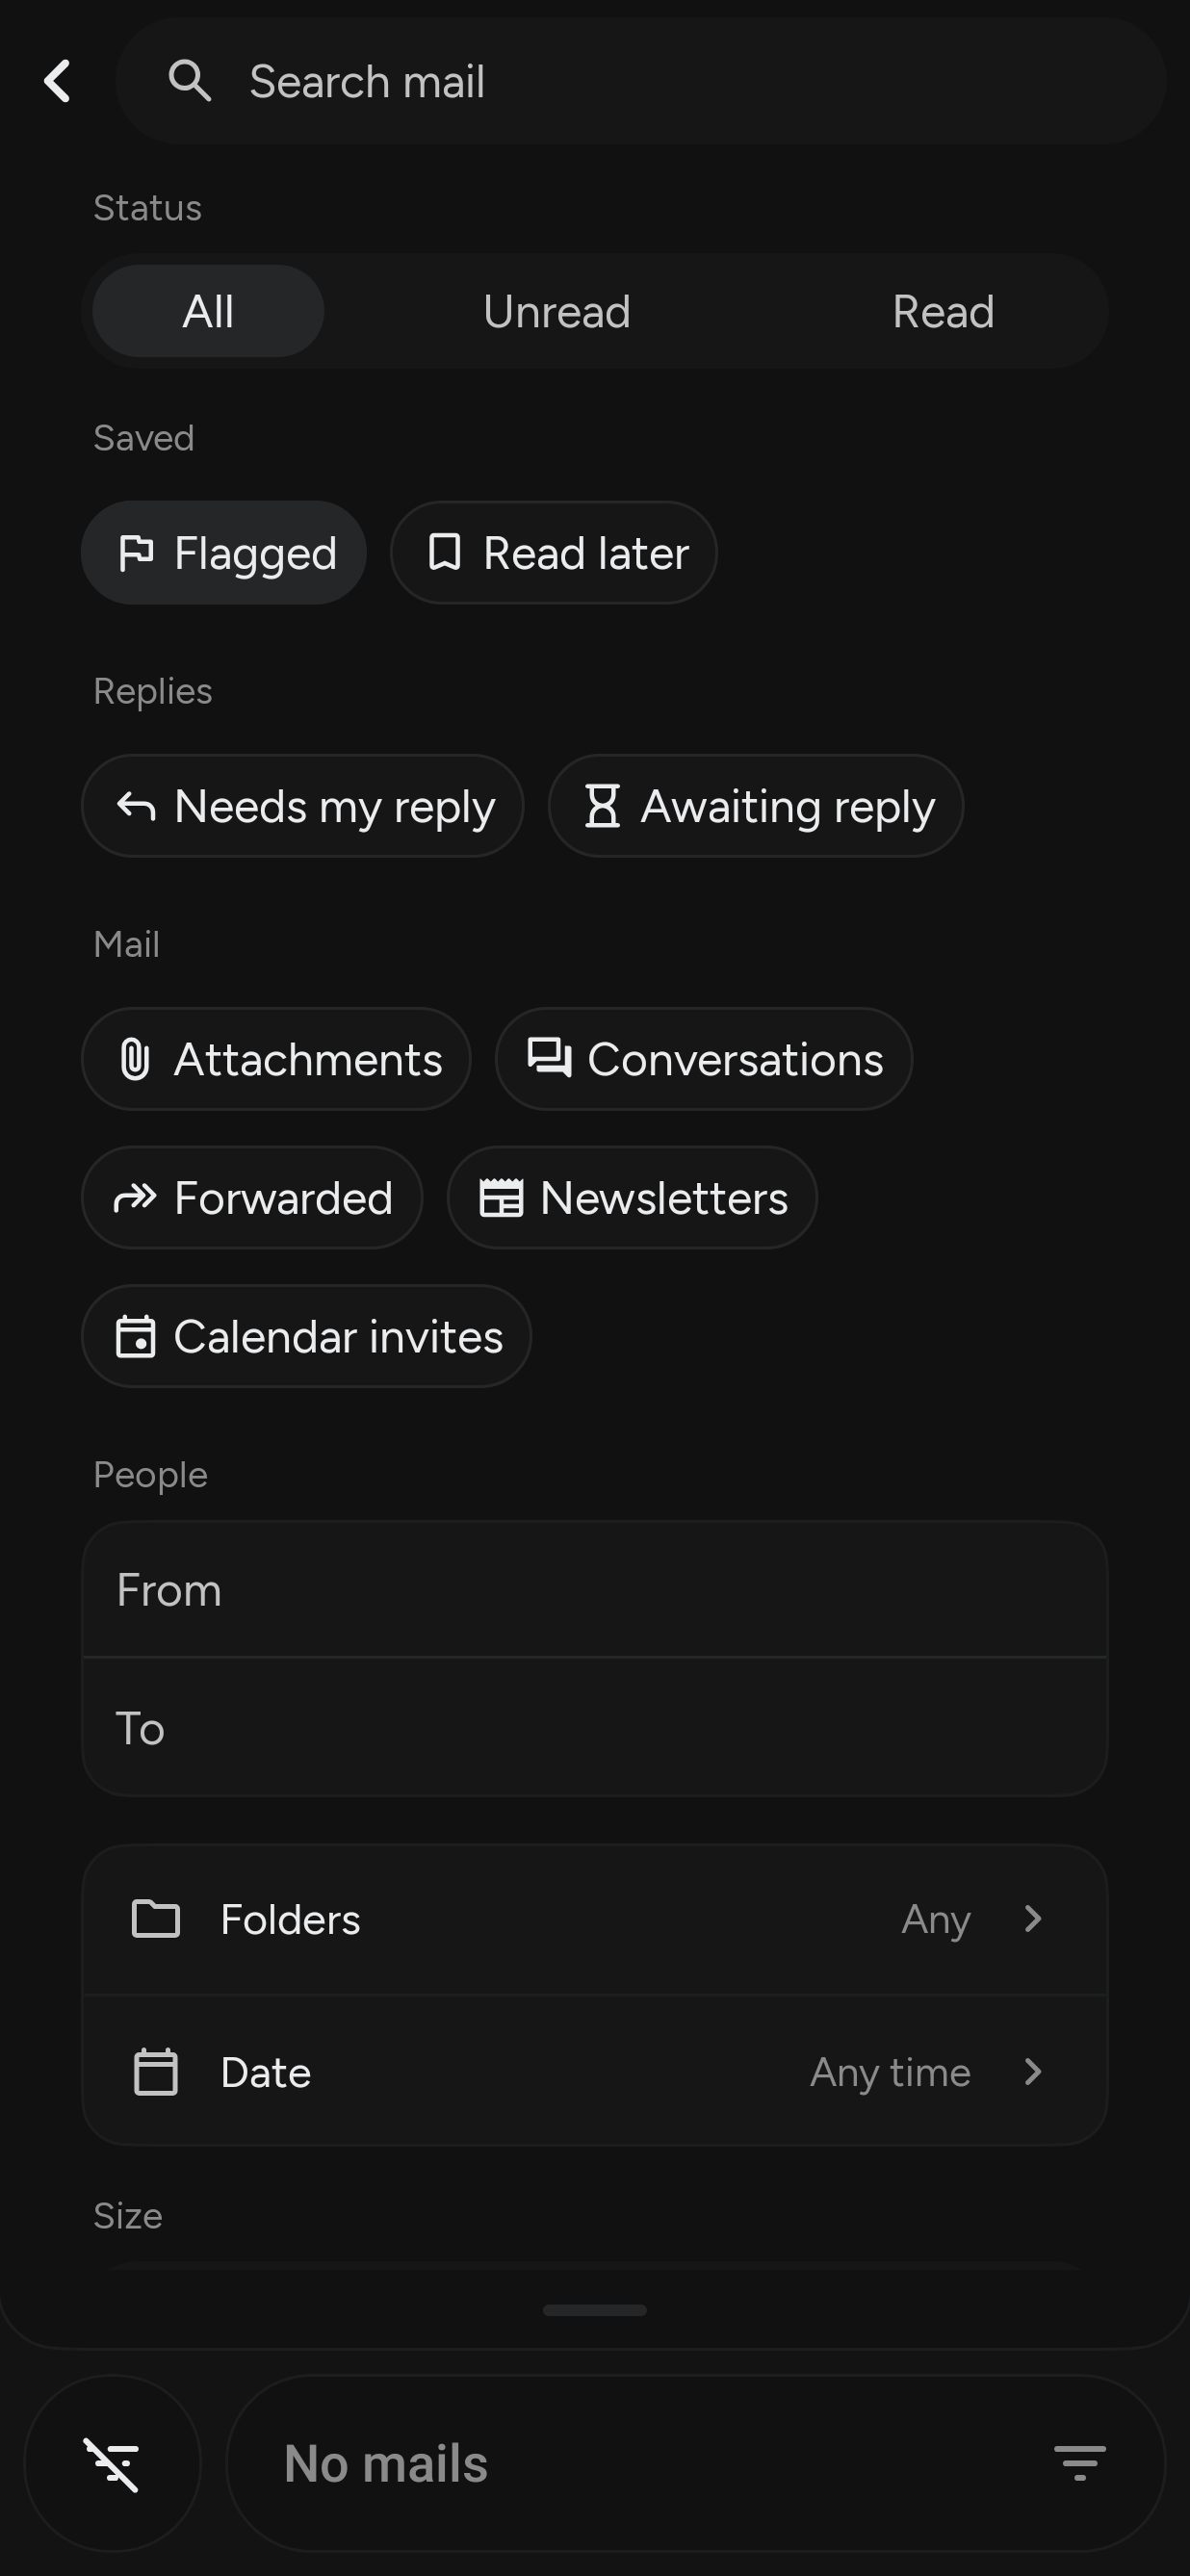 Search mail
Status
All Unread Read
Saved
Flagged Read later
Replies
Needs my reply Awaiting reply
Mail
Attachments Conversations
Forwarded Newsletters
Calendar invites
People
From
To
Folders Any
Date Any time
Size
No mails